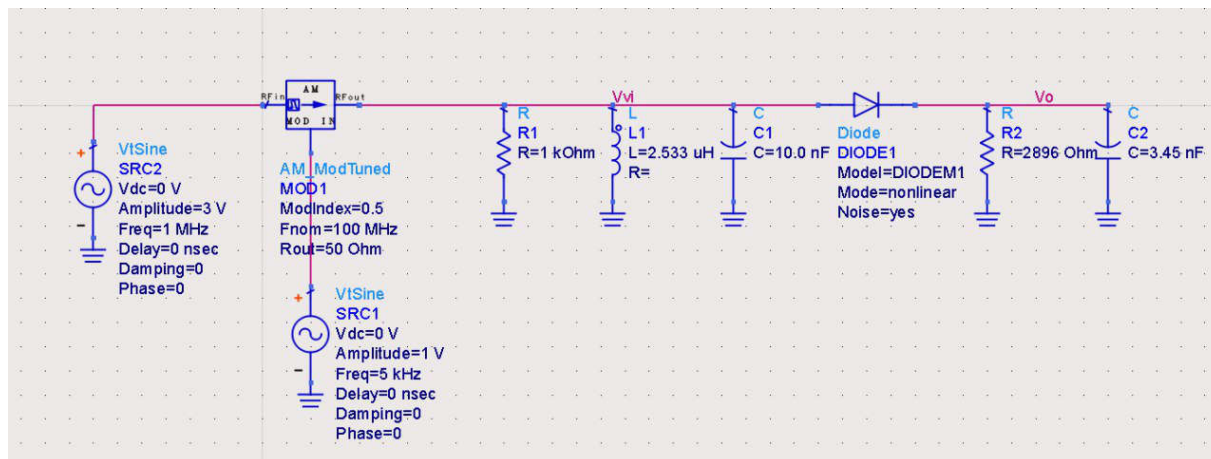 AM
RFin
RFout
MOD IN
VtSine
SRC2
Vdc=0 V
Amplitude=3 V
Freq=1 MHz
Delay=0 nsec
Damping=0
Phase=0
+
-
AM_ModTuned
MOD1
ModIndex=0.5
Fnom=100 MHz
Rout=50 Ohm
VtSine
SRC1
Vdc=0 V
Amplitude=1 V
Freq=5 kHz
Delay=0 nsec
Damping=0
Phase=0
+
-
R
R1
R=1 kOhm
Vvi
L
L1
L=2.533 uH
R=
C
C1
C=10.0 nF
Diode
DIODE1
Model=DIODEM1
Mode=nonlinear
Noise=yes
R
R2
R=2896 Ohm
Vo
C
C2
C=3.45 nF